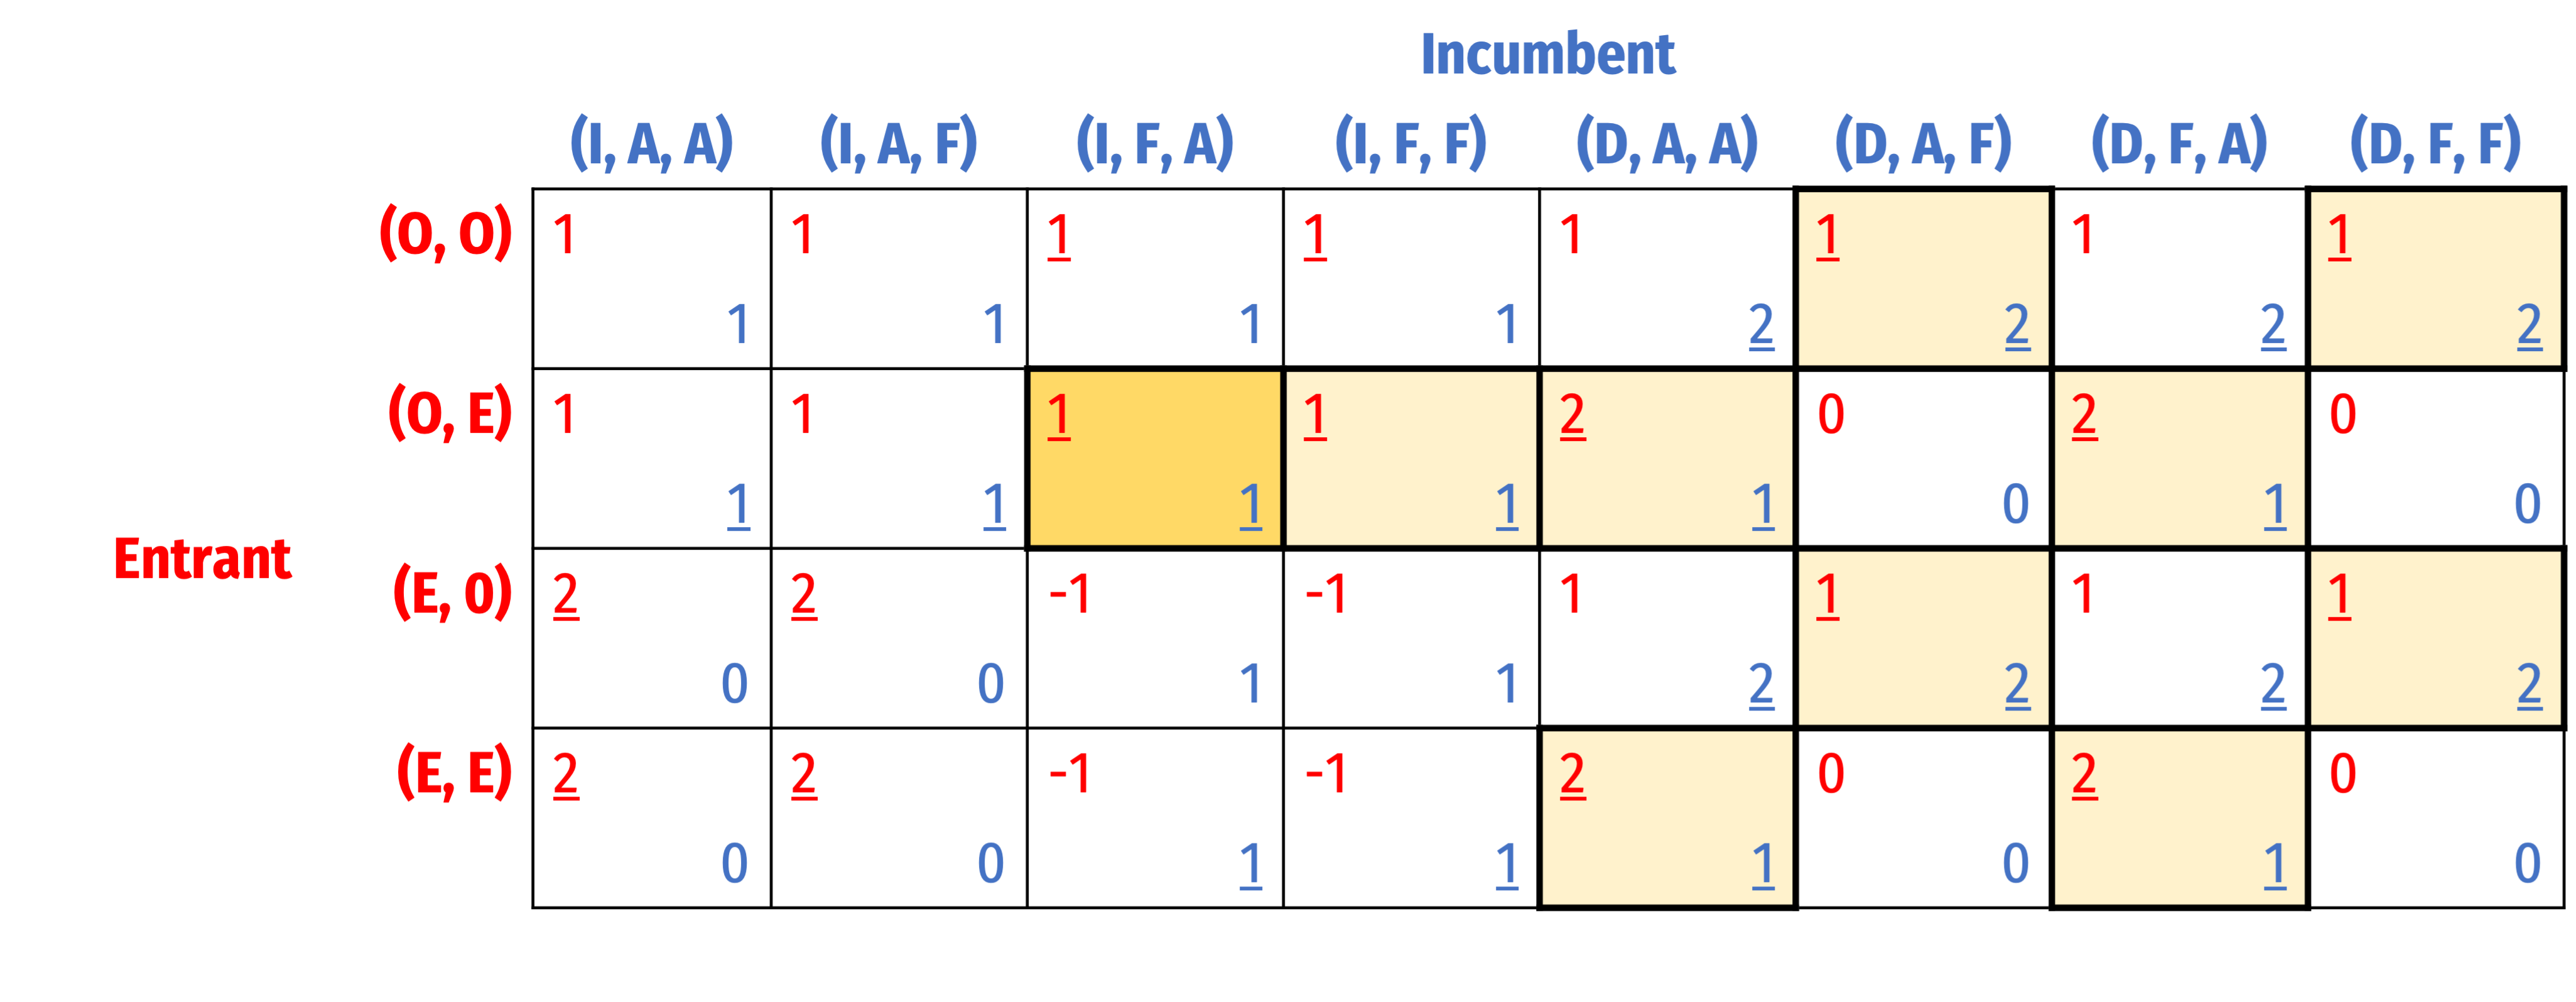 Incumbent
(I, A, A) (I, A, F) (I, F, A) (I, F, F) (D, A, A) (D, A, F) (D, F, A) (D, F, F)
(O, O) 1 1 1 1 1 1 1 1
1 1 1 1 2 2 2 2
(O, E) 1 1 1 1 2 0 2 0
1 1 1 1 1 0 1 0
Entrant
(E, 0) 2 2 -1 -1 1 1 1 1
0 0 1 1 2 2 2 2
(E, E) 2 2 -1 -1 2 0 2 0
0 0 1 1 1 0 1 0